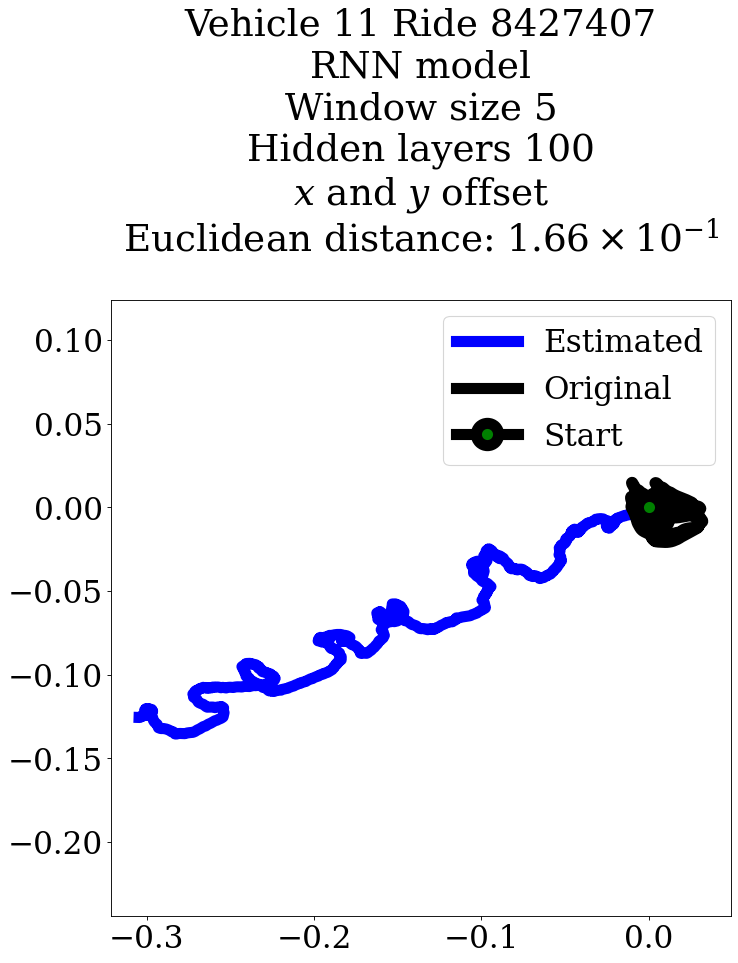 Vehicle 11 Ride 8427407
RNN model
Window size 5
Hidden layers 100
x and y offset
Euclidean distance: 1.66 × 10⁻¹
Estimated
Original
Start
0.10
0.05
0.00
−0.05
−0.10
−0.15
−0.20
−0.3 −0.2 −0.1 0.0